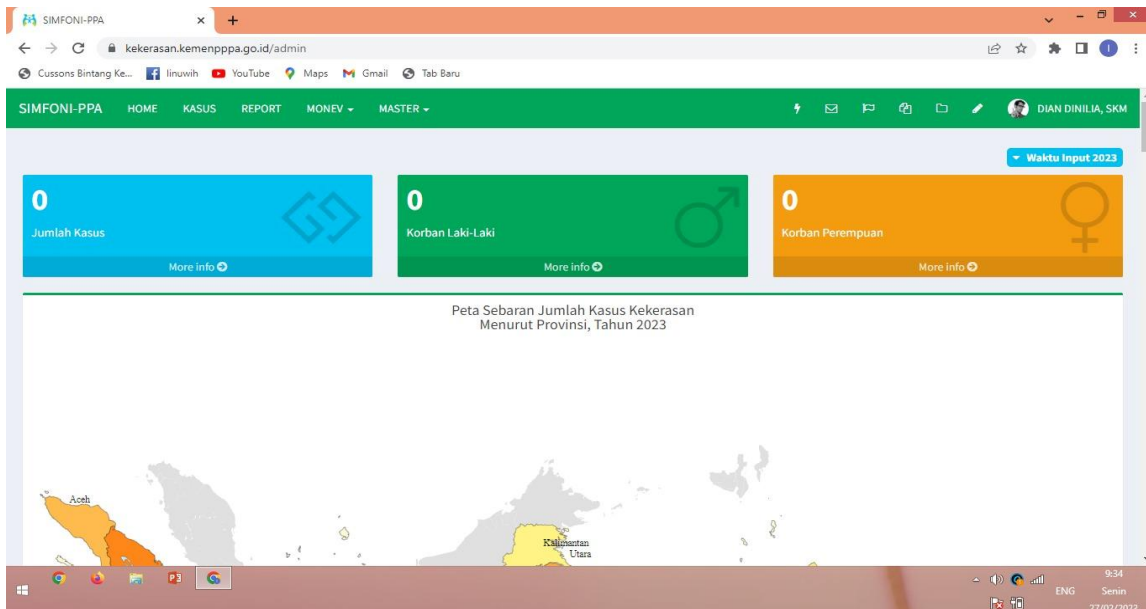 SIMFONI-PPA
kekerasan.kemenpppa.go.id/admin
Cussons Bintang Ke... linuwih YouTube Maps Gmail Tab Baru
SIMFONI-PPA HOME KASUS REPORT MONEV MASTER DIAN DINILIA, SKM
Waktu Input 2023
0 0 0
Jumlah Kasus Korban Laki-Laki Korban Perempuan
More info More info More info
Peta Sebaran Jumlah Kasus Kekerasan
Menurut Provinsi, Tahun 2023
Aceh
Kalimantan
Utara
9:34
ENG Senin
27/02/2023